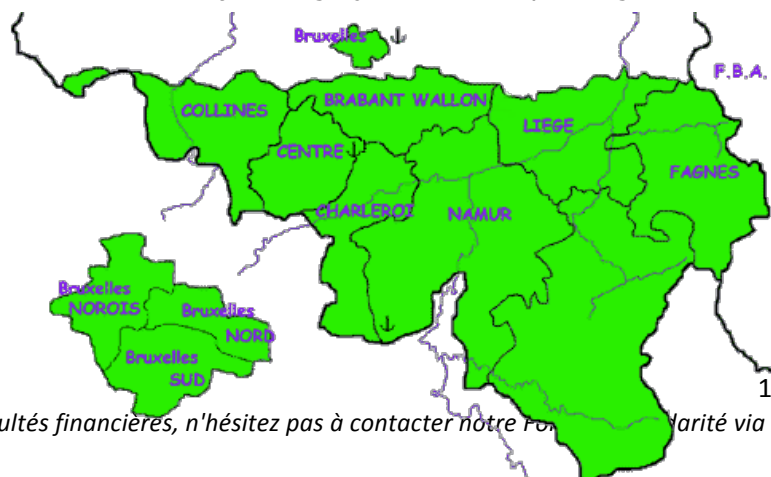 Bruxelles
F.B.A.
COLLINES
BRABANT WALLON
LIEGE
CENTRE
FAGNES
CHARLEROI
NAMUR
Bruxelles
NOROIS
Bruxelles
NORD
Bruxelles
SUD
1
ultés financières, n'hésitez pas à contacter notre larité via